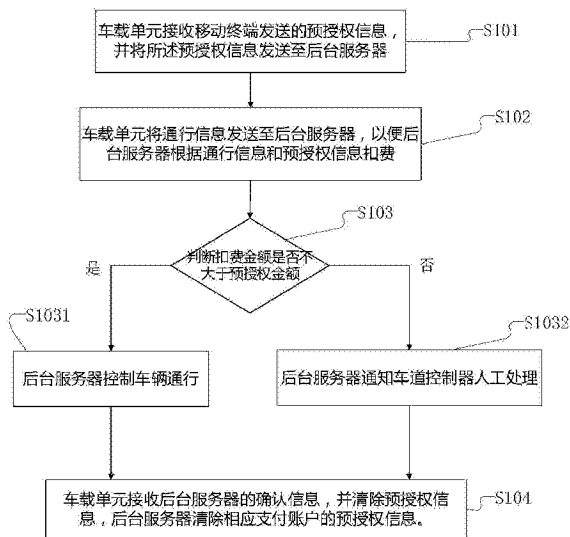 车载单元接收移动终端发送的预授权信息，
并将所述预授权信息发送至后台服务器
S101
车载单元将通行信息发送至后台服务器，以便后
台服务器根据通行信息和预授权信息扣费
S102
判断扣费金额是否不
大于预授权金额
S103
是
否
S1031
后台服务器控制车辆通行
S1032
后台服务器通知车道控制器人工处理
车载单元接收后台服务器的确认信息，并清除预授权信
息，后台服务器清除相应支付账户的预授权信息。
S104